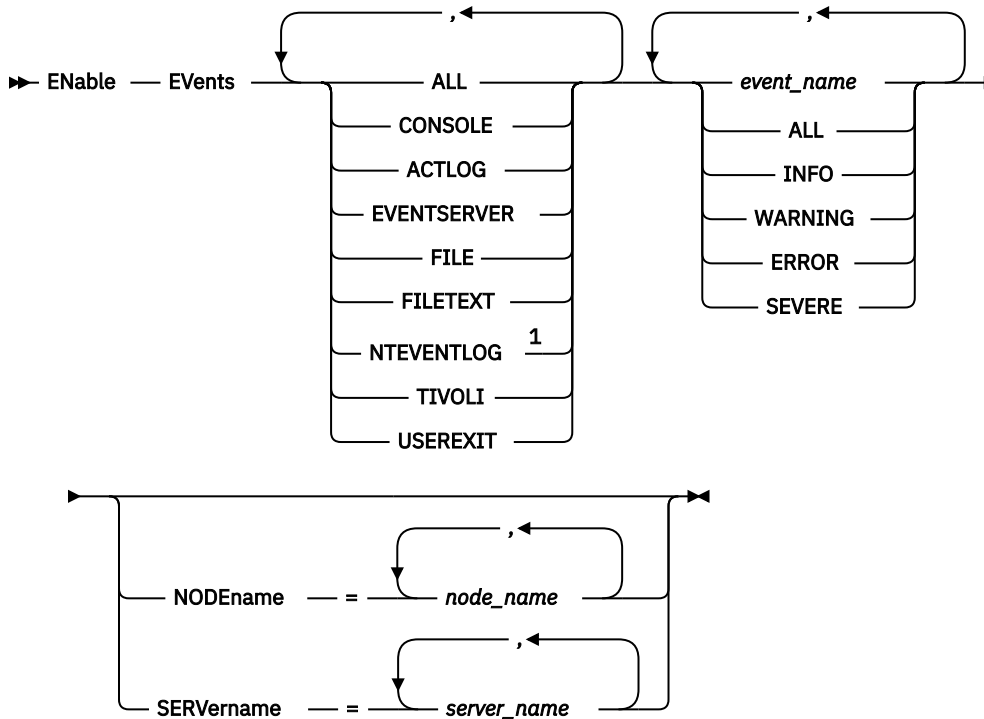 , ,
ENable EVents ALL event_name
CONSOLE ALL
ACTLOG INFO
EVENTSERVER WARNING
FILE ERROR
FILETEXT SEVERE
NTEVENTLOG 1
TIVOLI
USEREXIT
,
NODEname = node_name
,
SERVername = server_name